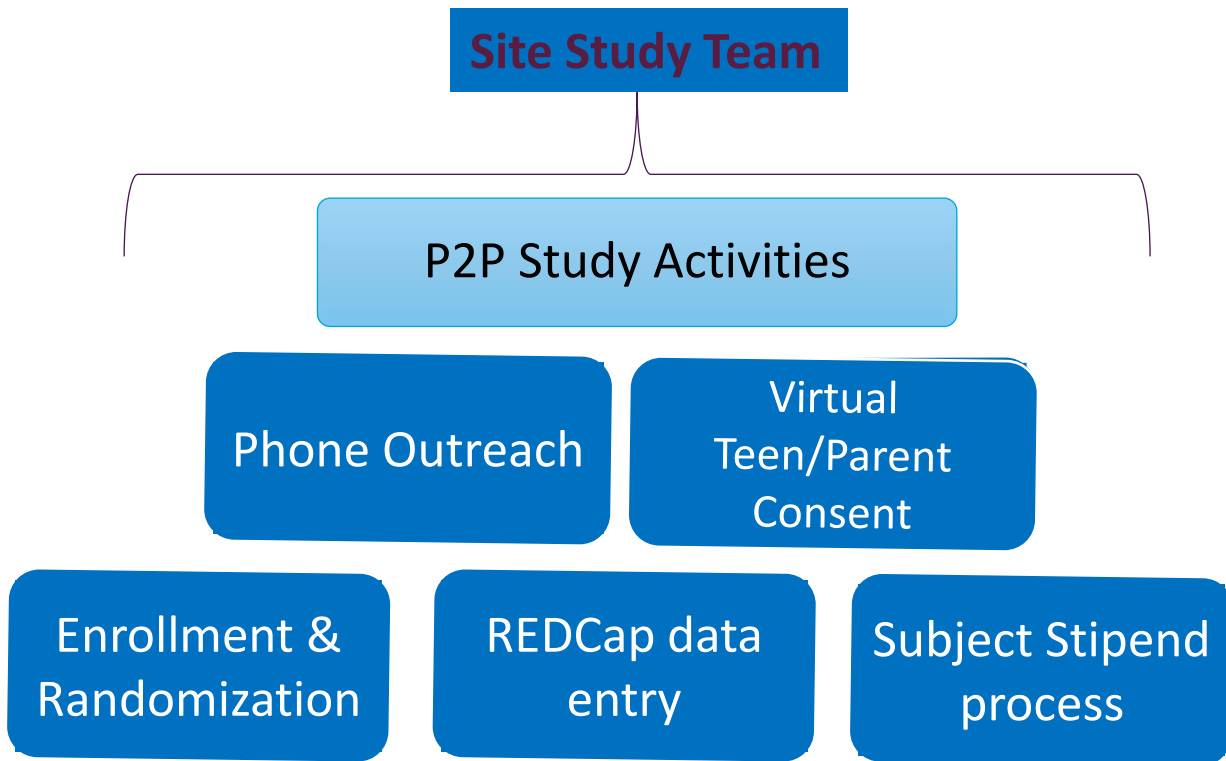 Site Study Team
P2P Study Activities
Phone Outreach
Virtual
Teen/Parent
Consent
Enrollment &
Randomization
REDCap data
entry
Subject Stipend
process